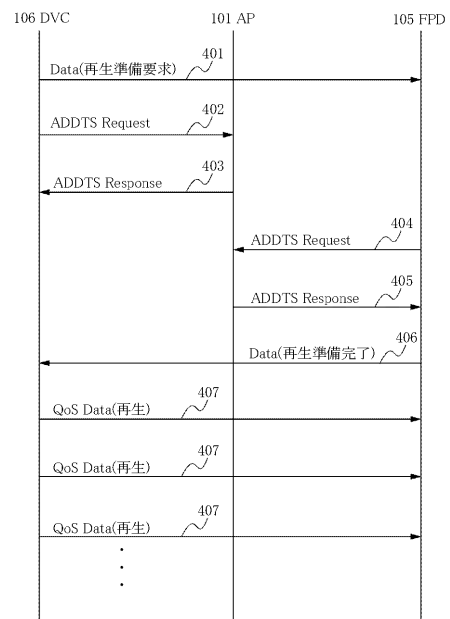 106 DVC 101 AP 105 FPD
401
Data(再生準備要求)
402
ADDTS Request
403
ADDTS Response
404
ADDTS Request
405
ADDTS Response
406
Data(再生準備完了)
407
QoS Data(再生)
407
QoS Data(再生)
407
QoS Data(再生)